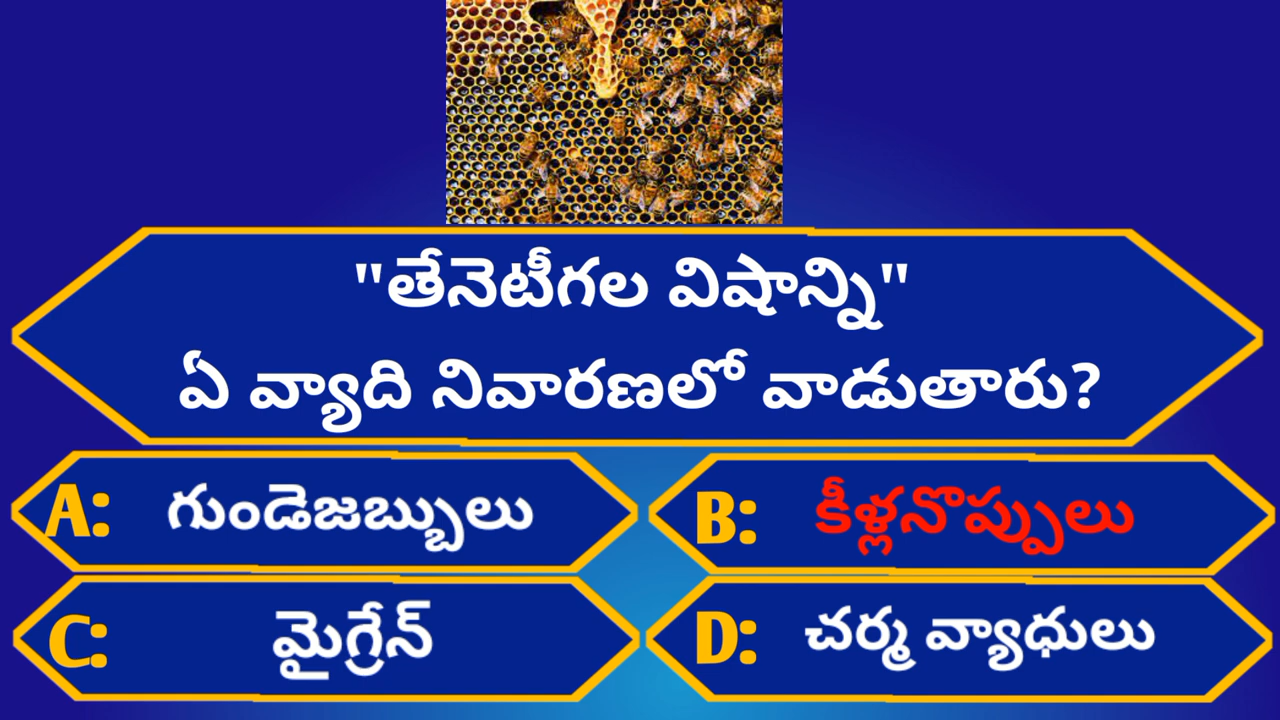 "తేనెటీగల విషాన్ని"
ఏ వ్యాది నివారణలో వాడుతారు?
A: గుండెజబ్బులు
B: కీళ్లనొప్పులు
C: మైగ్రేన్
D: చర్మ వ్యాధులు